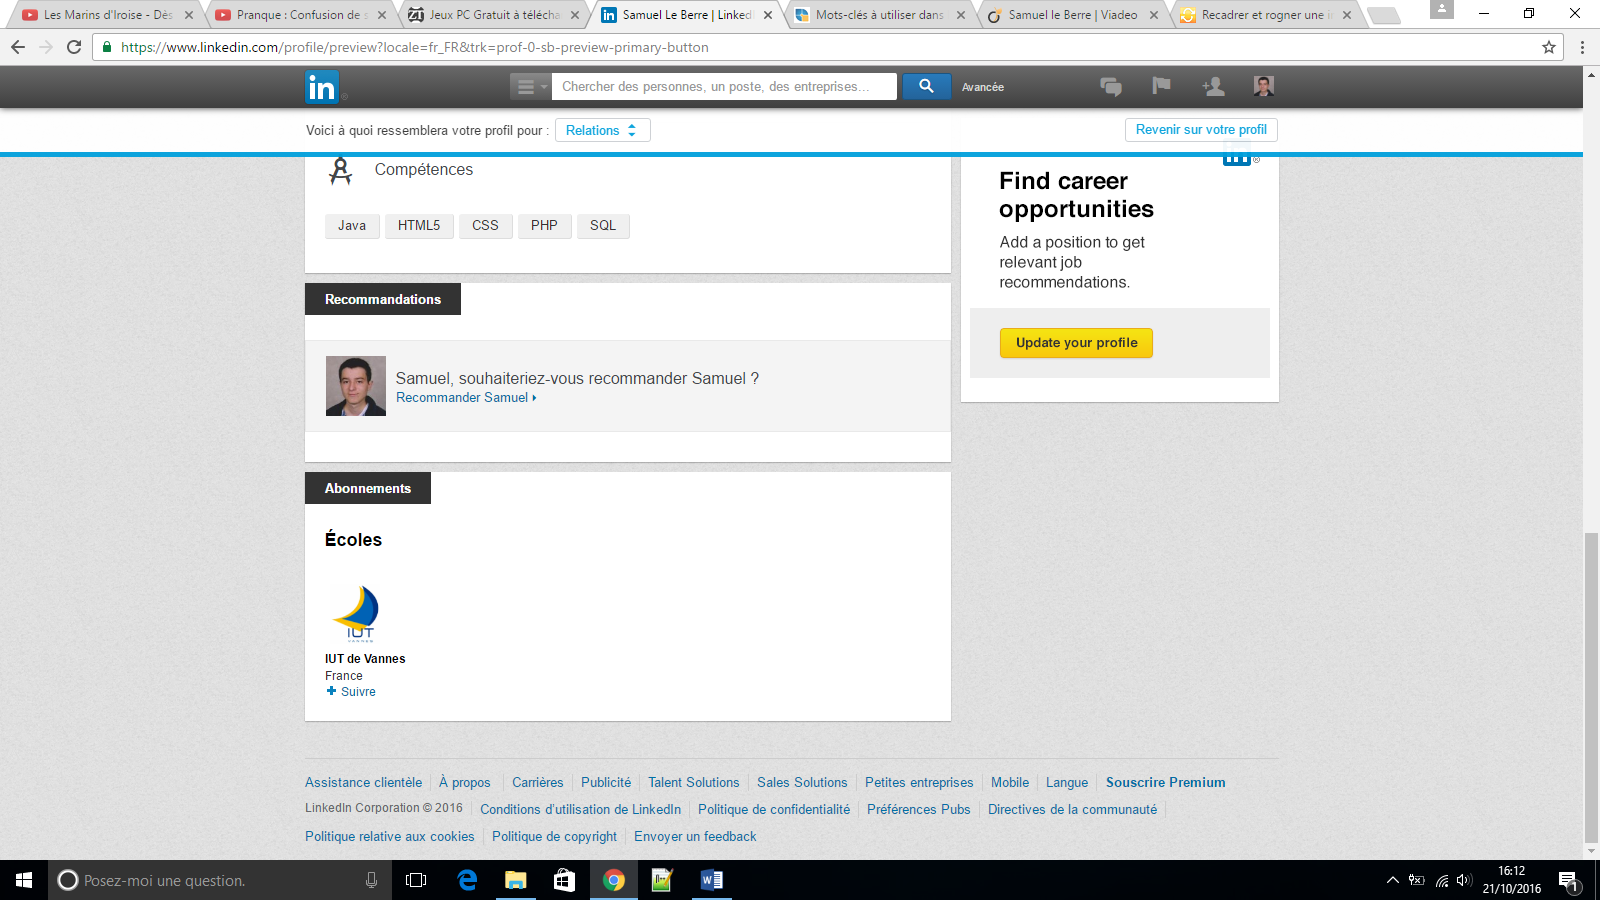 Les Marins d'Iroise - Dès
Pranque : Confusion de s
Jeux PC Gratuit à télécha
Samuel Le Berre | Linked
Mots-clés à utiliser dans
Samuel le Berre | Viadeo
Recadrer et rogner une i
https://www.linkedin.com/profile/preview?locale=fr_FR&trk=prof-0-sb-preview-primary-button
in
Chercher des personnes, un poste, des entreprises...
Avancée
Voici à quoi ressemblera votre profil pour :
Relations
Revenir sur votre profil
Compétences
Java HTML5 CSS PHP SQL
Find career
opportunities
Add a position to get
relevant job
recommendations.
Update your profile
Recommandations
Samuel, souhaiteriez-vous recommander Samuel ?
Recommander Samuel
Abonnements
Écoles
IUT
VANNES
IUT de Vannes
France
Suivre
Assistance clientèle À propos Carrières Publicité Talent Solutions Sales Solutions Petites entreprises Mobile Langue Souscrire Premium
LinkedIn Corporation © 2016 Conditions d'utilisation de LinkedIn Politique de confidentialité Préférences Pubs Directives de la communauté
Politique relative aux cookies Politique de copyright Envoyer un feedback
Posez-moi une question.
16:12
21/10/2016
1